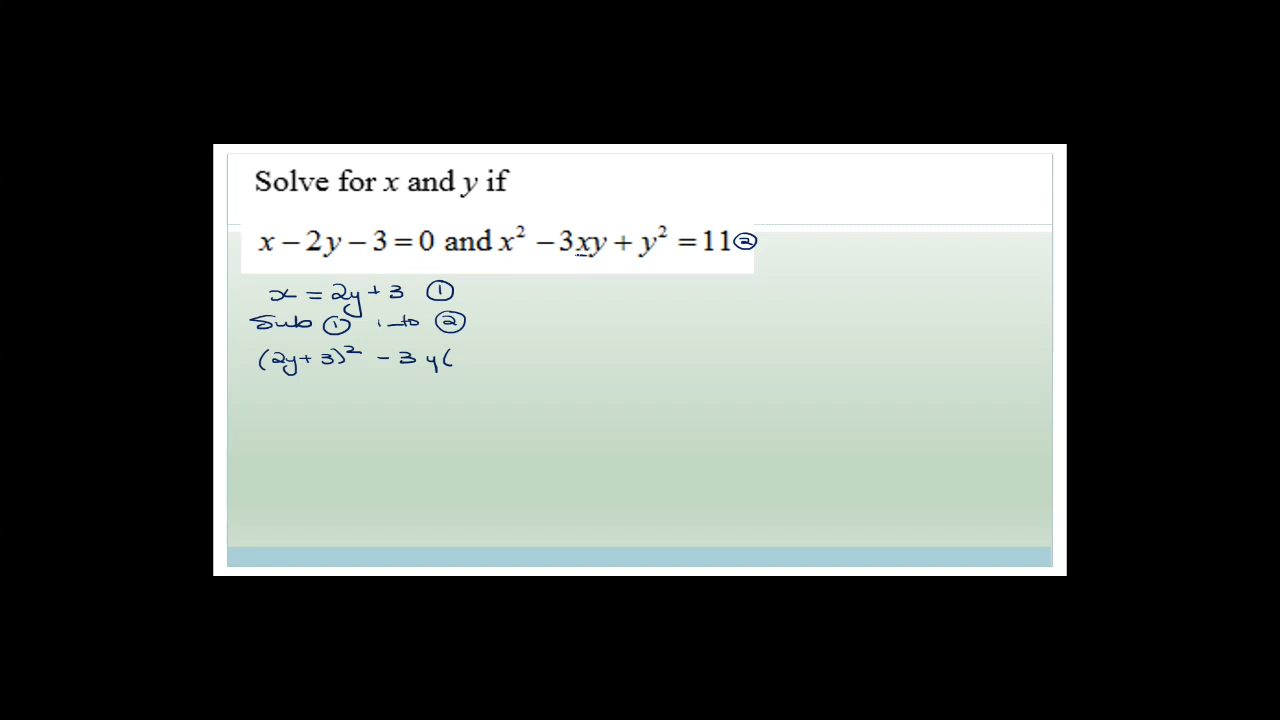 Solve for x and y if
x − 2y − 3 = 0 and x² − 3xy + y² = 11 ②
x = 2y + 3 ①
Sub ① into ②
(2y + 3)² − 3y(